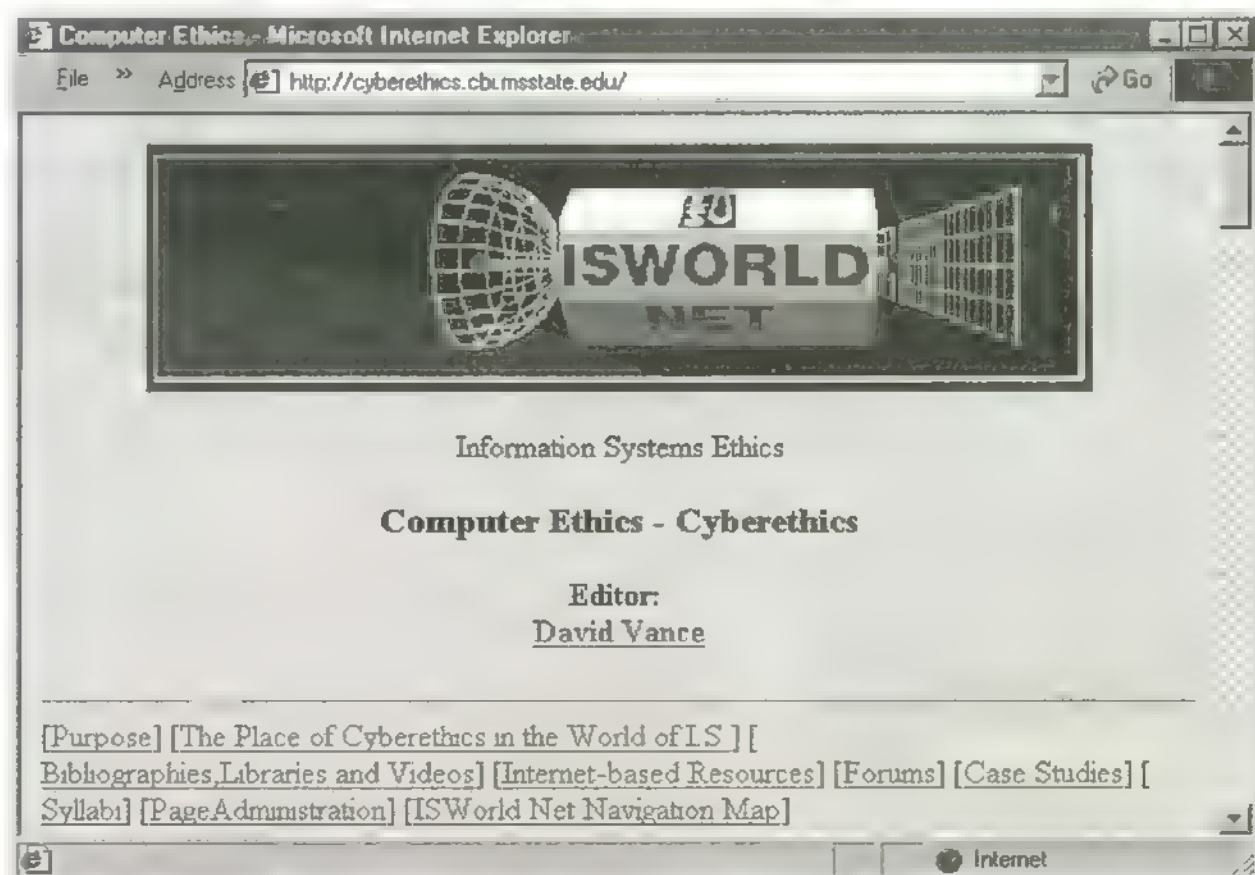 Computer Ethics - Microsoft Internet Explorer
File » Address http://cyberethics.cbi.msstate.edu/ Go
ISWORLD
NET
Information Systems Ethics
Computer Ethics - Cyberethics
Editor:
David Vance
[Purpose] [The Place of Cyberethics in the World of I.S.] [
Bibliographies,Libraries and Videos] [Internet-based Resources] [Forums] [Case Studies] [
Syllabi] [PageAdministration] [ISWorld Net Navigation Map]
Internet